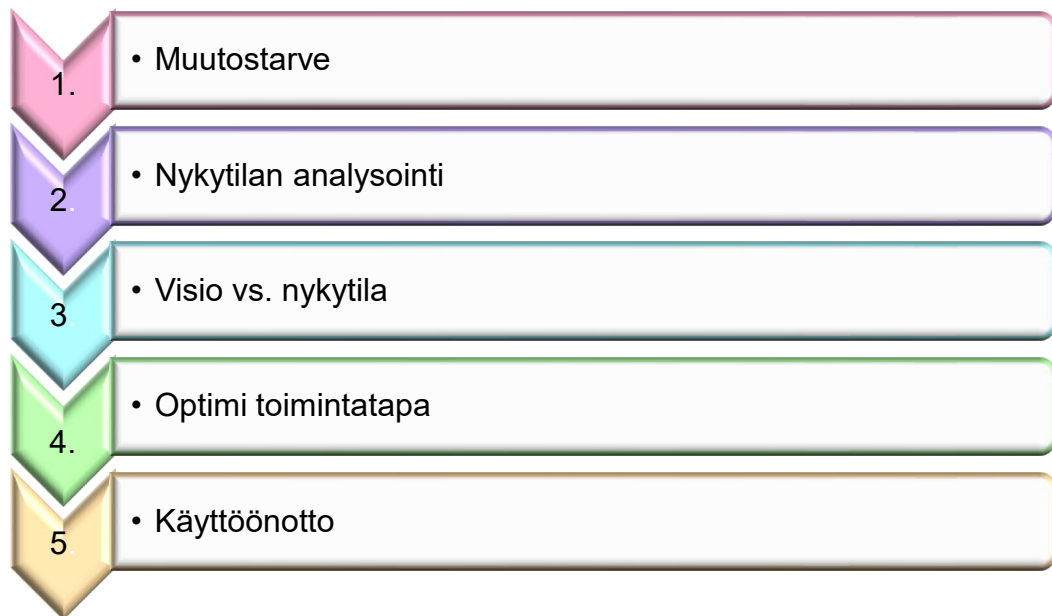 1. • Muutostarve
2. • Nykytilan analysointi
3. • Visio vs. nykytila
4. • Optimi toimintatapa
5. • Käyttöönotto